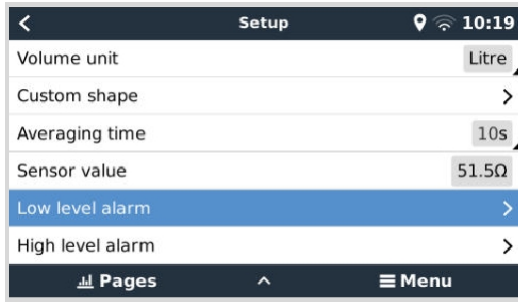 Setup 10:19
Volume unit Litre
Custom shape
Averaging time 10s
Sensor value 51.5Ω
Low level alarm
High level alarm
Pages Menu